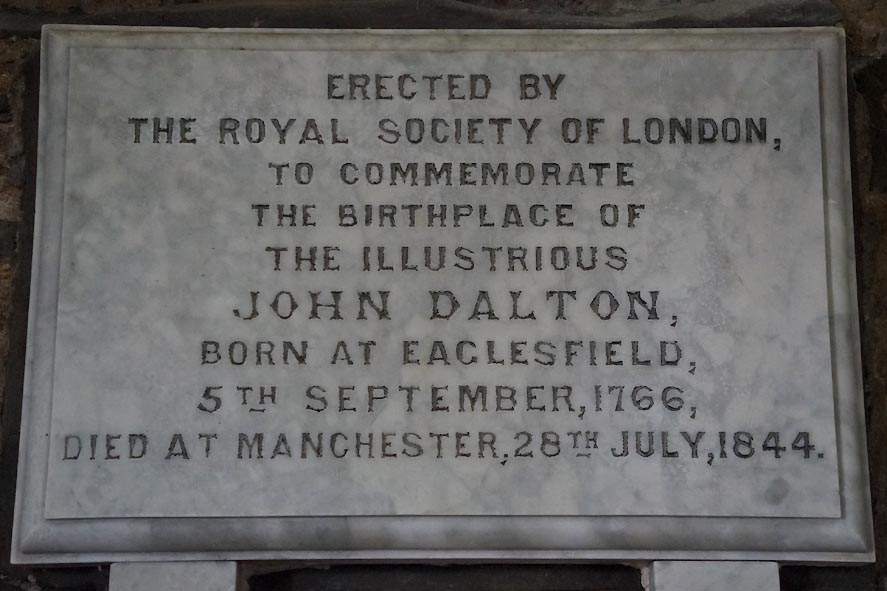 ERECTED BY
THE ROYAL SOCIETY OF LONDON,
TO COMMEMORATE
THE BIRTHPLACE OF
THE ILLUSTRIOUS
JOHN DALTON,
BORN AT EAGLESFIELD,
5TH SEPTEMBER, 1766,
DIED AT MANCHESTER, 28TH JULY, 1844.